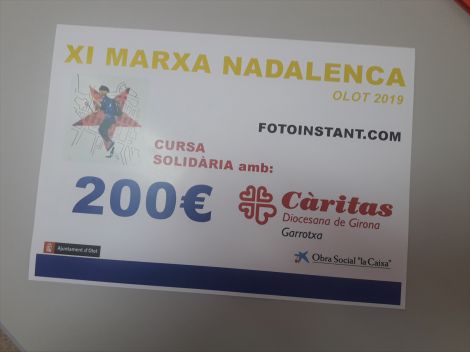 XI MARXA NADALENCA
OLOT 2019
FOTOINSTANT.COM
CURSA
SOLIDÀRIA amb:
200€
Càritas
Diocesana de Girona
Garrotxa
Ajuntament d'Olot
Obra Social "la Caixa"